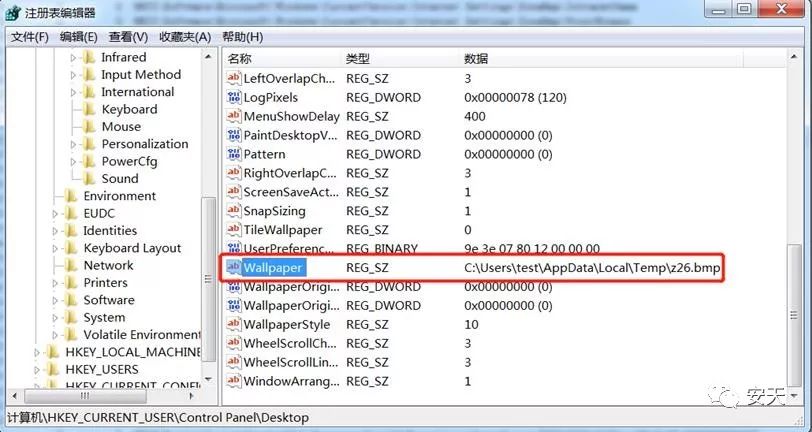 注册表编辑器
文件(F) 编辑(E) 查看(V) 收藏夹(A) 帮助(H)
Infrared
Input Method
International
Keyboard
Mouse
Personalization
PowerCfg
Sound
Environment
EUDC
Identities
Keyboard Layout
Network
Printers
Software
System
Volatile Environment
HKEY_LOCAL_MACHINE
HKEY_USERS
HKEY_CURRENT_CONFI
名称 类型 数据
LeftOverlapCh... REG_SZ 3
LogPixels REG_DWORD 0x00000078 (120)
MenuShowDelay REG_SZ 400
PaintDesktopV... REG_DWORD 0x00000000 (0)
Pattern REG_DWORD 0x00000000 (0)
RightOverlapC... REG_SZ 3
ScreenSaveAct... REG_SZ 1
SnapSizing REG_SZ 1
TileWallpaper REG_SZ 0
UserPreferenc... REG_BINARY 9e 3e 07 80 12 00 00 00
Wallpaper REG_SZ C:\Users\test\AppData\Local\Temp\z26.bmp
WallpaperOrigi... REG_DWORD 0x00000000 (0)
WallpaperOrigi... REG_DWORD 0x00000000 (0)
WallpaperStyle REG_SZ 10
WheelScrollCh... REG_SZ 3
WheelScrollLin... REG_SZ 3
WindowArrang... REG_SZ 1
计算机\HKEY_CURRENT_USER\Control Panel\Desktop
安天